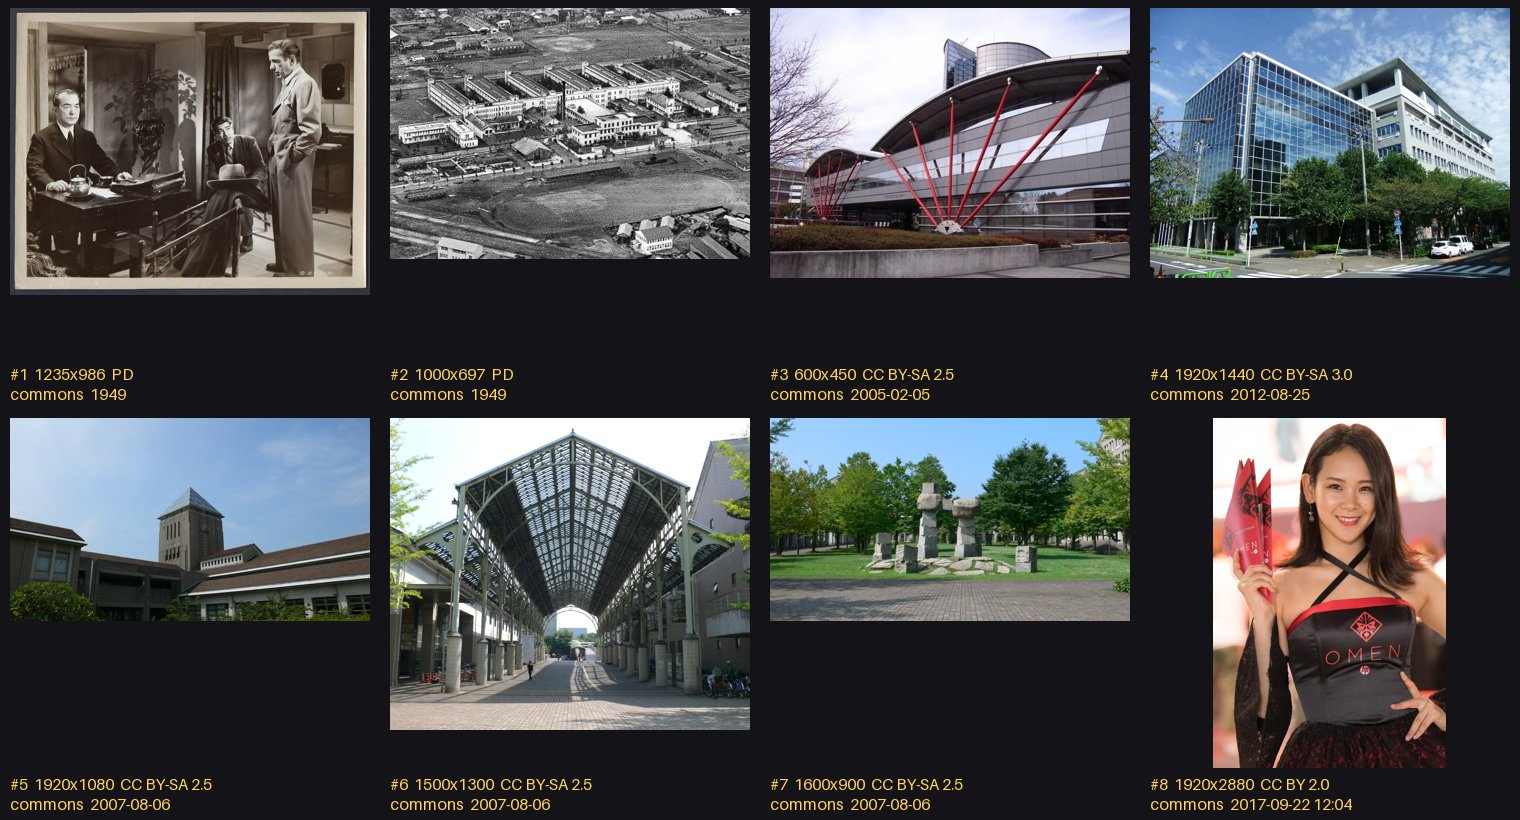 #1 1235x986 PD
commons 1949
#2 1000x697 PD
commons 1949
#3 600x450 CC BY-SA 2.5
commons 2005-02-05
#4 1920x1440 CC BY-SA 3.0
commons 2012-08-25
#5 1920x1080 CC BY-SA 2.5
commons 2007-08-06
#6 1500x1300 CC BY-SA 2.5
commons 2007-08-06
#7 1600x900 CC BY-SA 2.5
commons 2007-08-06
OMEN
hp
#8 1920x2880 CC BY 2.0
commons 2017-09-22 12:04